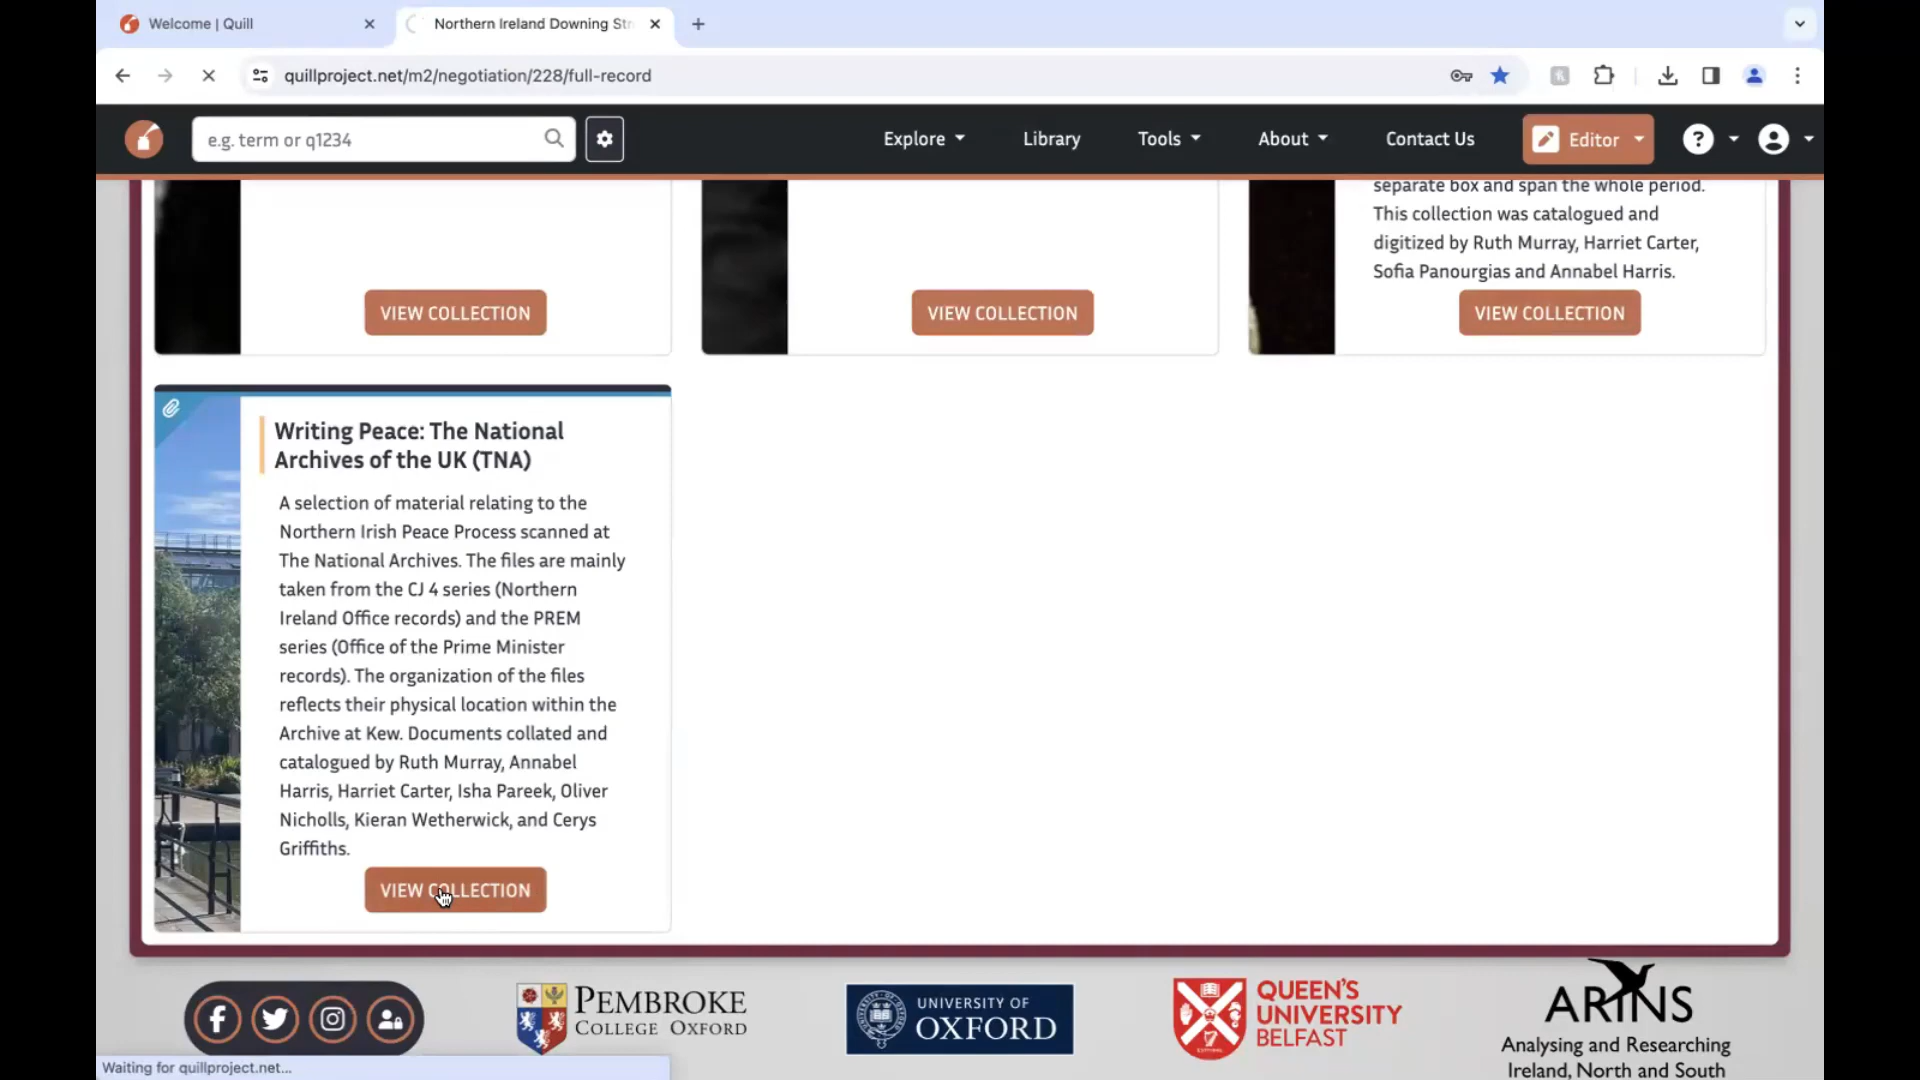 Welcome | Quill
Northern Ireland Downing Str
quillproject.net/m2/negotiation/228/full-record
e.g. term or q1234
Explore
Library
Tools
About
Contact Us
Editor
?
separate box and span the whole period.
This collection was catalogued and
digitized by Ruth Murray, Harriet Carter,
Sofia Panourgias and Annabel Harris.
VIEW COLLECTION
VIEW COLLECTION
VIEW COLLECTION
Writing Peace: The National
Archives of the UK (TNA)
A selection of material relating to the
Northern Irish Peace Process scanned at
The National Archives. The files are mainly
taken from the CJ 4 series (Northern
Ireland Office records) and the PREM
series (Office of the Prime Minister
records). The organization of the files
reflects their physical location within the
Archive at Kew. Documents collated and
catalogued by Ruth Murray, Annabel
Harris, Harriet Carter, Isha Pareek, Oliver
Nicholls, Kieran Wetherwick, and Cerys
Griffiths.
VIEW COLLECTION
PEMBROKE
COLLEGE OXFORD
UNIVERSITY OF
OXFORD
QUEEN'S
UNIVERSITY
BELFAST
ARINS
Analysing and Researching
Ireland, North and South
Waiting for quillproject.net...